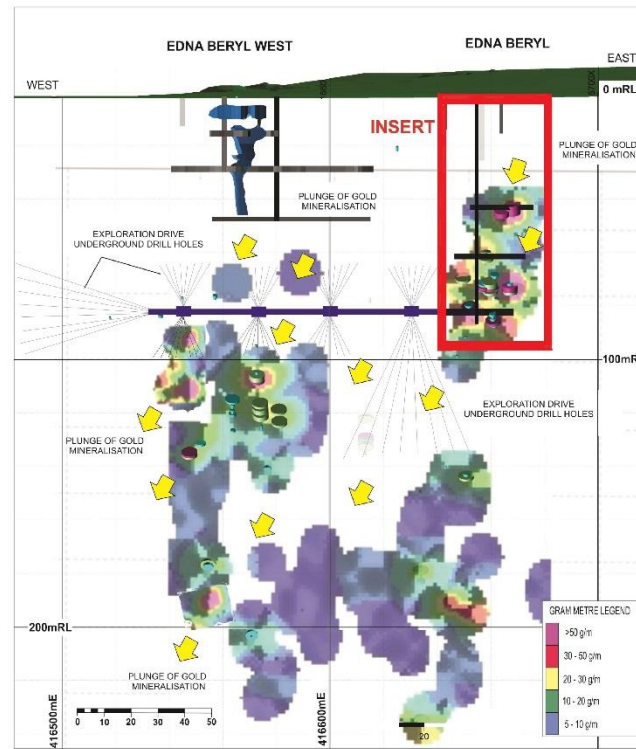 EDNA BERYL WEST
EDNA BERYL
WEST
EAST
0 mRL
INSERT
PLUNGE OF GOLD
MINERALISATION
PLUNGE OF GOLD
MINERALISATION
EXPLORATION DRIVE
UNDERGROUND DRILL HOLES
100mRL
EXPLORATION DRIVE
UNDERGROUND DRILL HOLES
PLUNGE OF GOLD
MINERALISATION
200mRL
PLUNGE OF GOLD
MINERALISATION
GRAM METRE LEGEND
>50 g/m
30 - 50 g/m
20 - 30 g/m
10 - 20 g/m
5 - 10 g/m
0 10 20 30 40 50
20
416500mE
416600mE